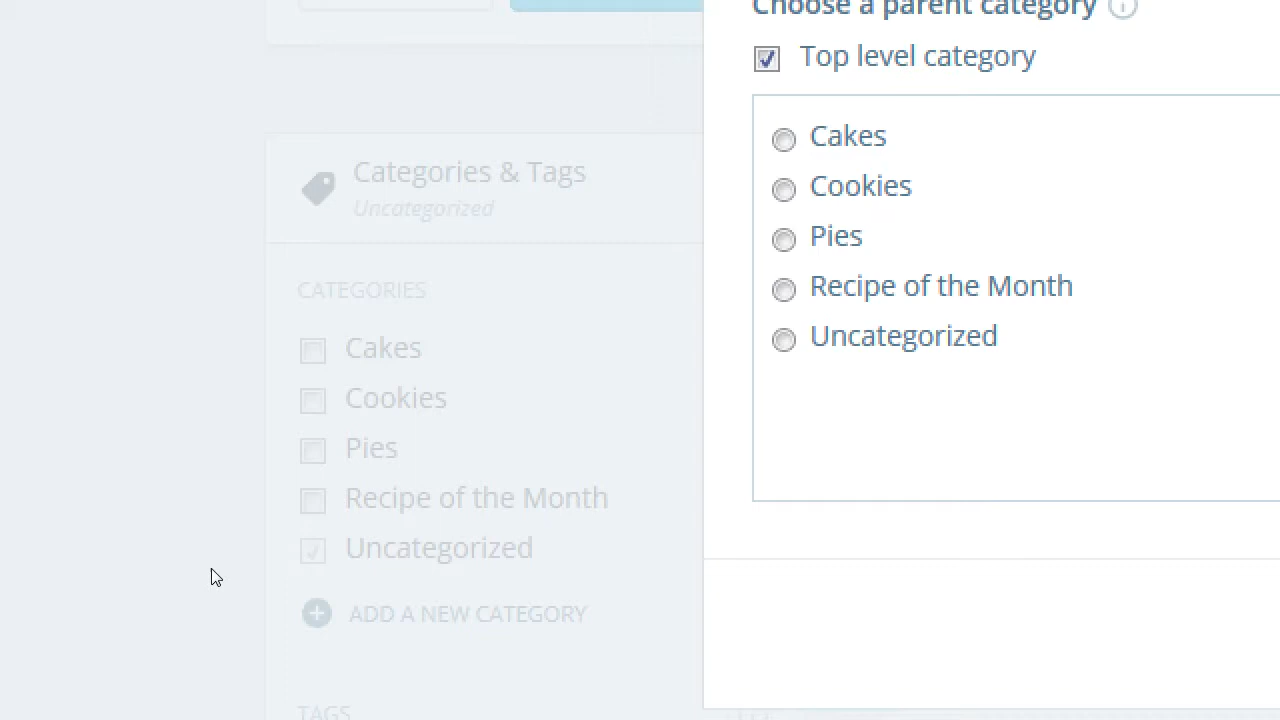 Choose a parent category
Top level category
Cakes
Cookies
Pies
Recipe of the Month
Uncategorized
Categories & Tags
Uncategorized
CATEGORIES
Cakes
Cookies
Pies
Recipe of the Month
Uncategorized
ADD A NEW CATEGORY
TAGS